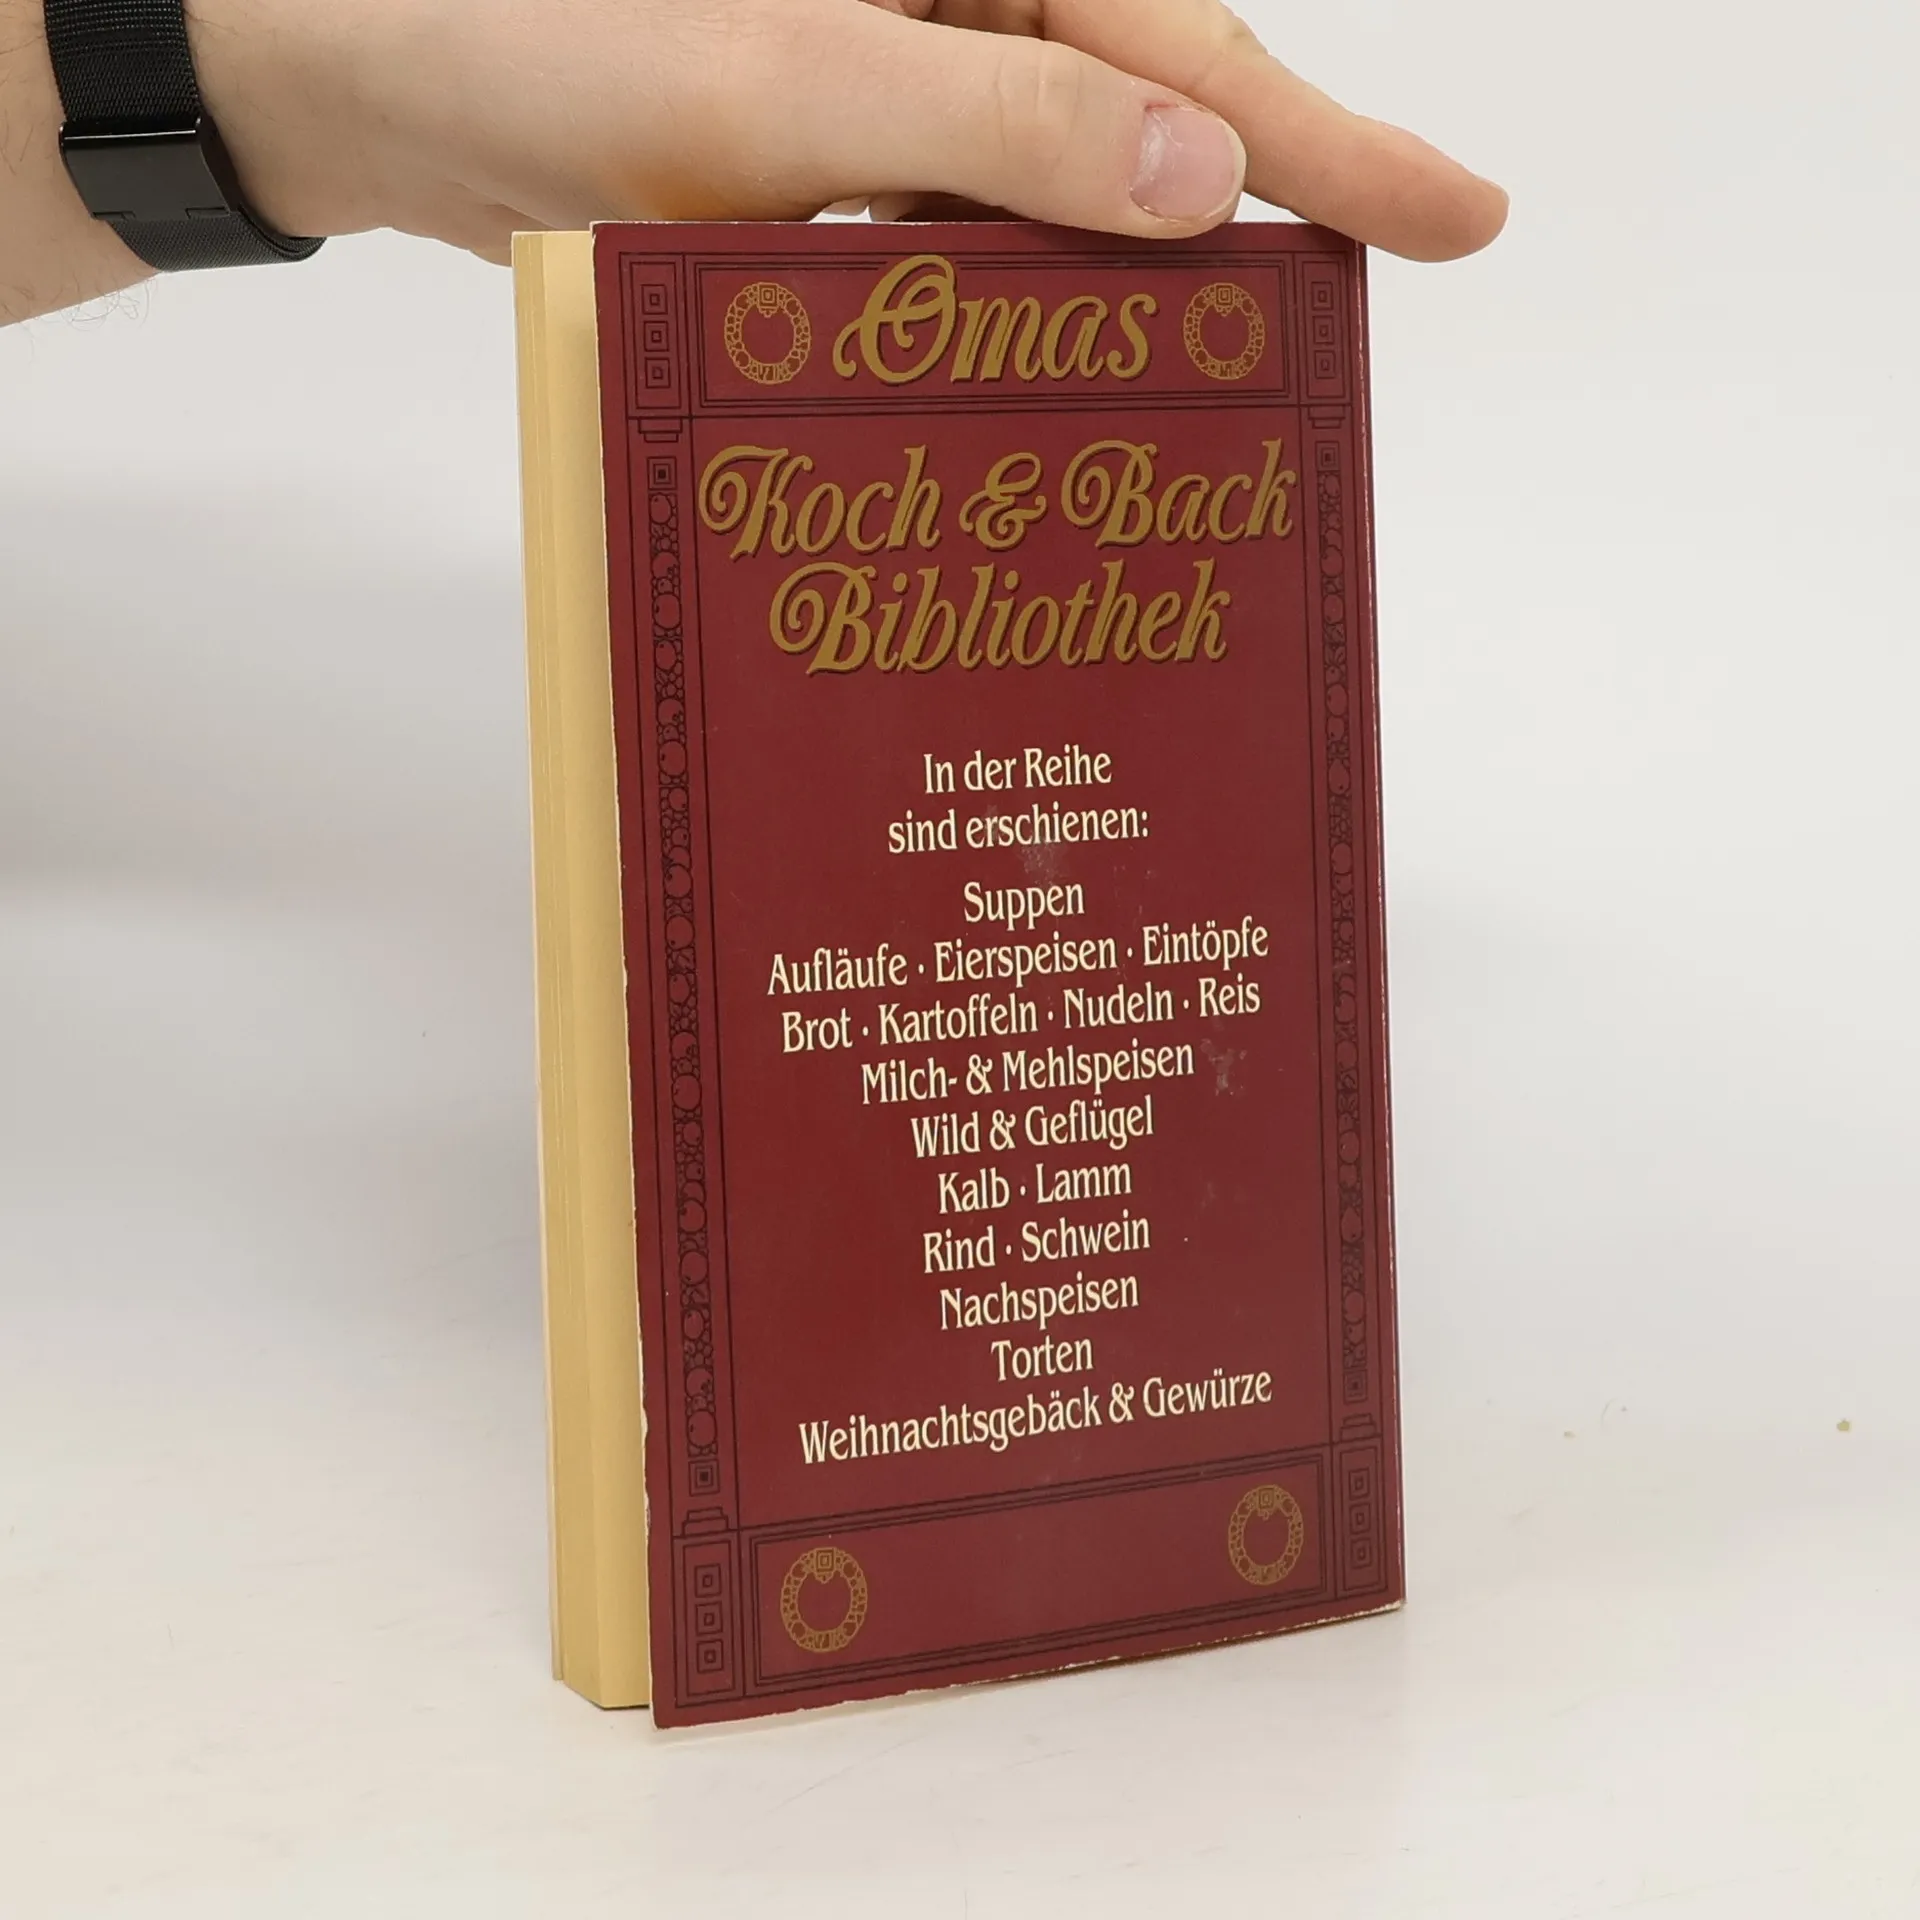 Omas
Koch & Back
Bibliothek
In der Reihe
sind erschienen:
Suppen
Aufläufe · Eierspeisen · Eintöpfe
Brot · Kartoffeln · Nudeln · Reis
Milch- & Mehlspeisen
Wild & Geflügel
Kalb · Lamm
Rind · Schwein
Nachspeisen
Torten
Weihnachtsgebäck & Gewürze